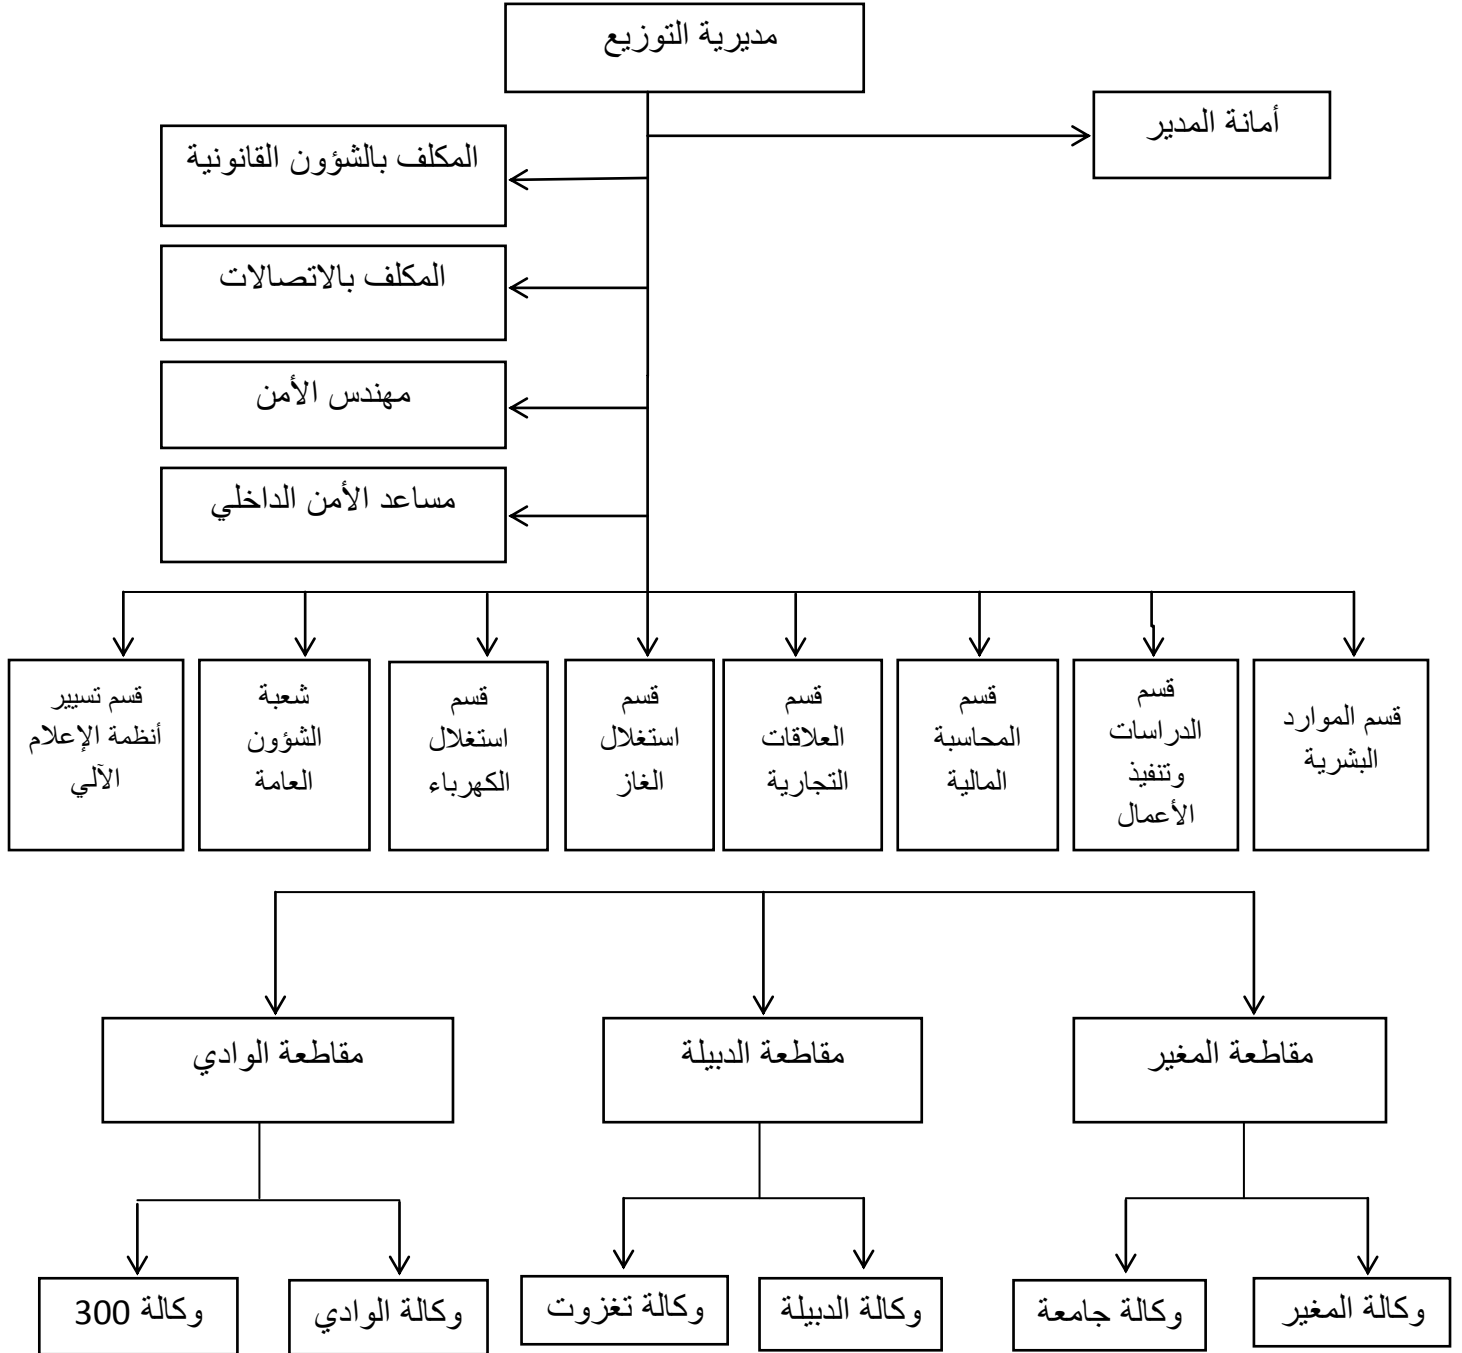 مديرية التوزيع
أمانة المدير
المكلف بالشؤون القانونية
المكلف بالاتصالات
مهندس الأمن
مساعد الأمن الداخلي
قسم الموارد
البشرية
قسم
الدراسات
وتنفيذ
الأعمال
قسم
المحاسبة
المالية
قسم
العلاقات
التجارية
قسم
استغلال
الغاز
قسم
استغلال
الكهرباء
شعبة
الشؤون
العامة
قسم تسيير
أنظمة الإعلام
الآلي
مقاطعة المغير
مقاطعة الدبيلة
مقاطعة الوادي
وكالة المغير
وكالة جامعة
وكالة الدبيلة
وكالة تغزوت
وكالة الوادي
وكالة 300